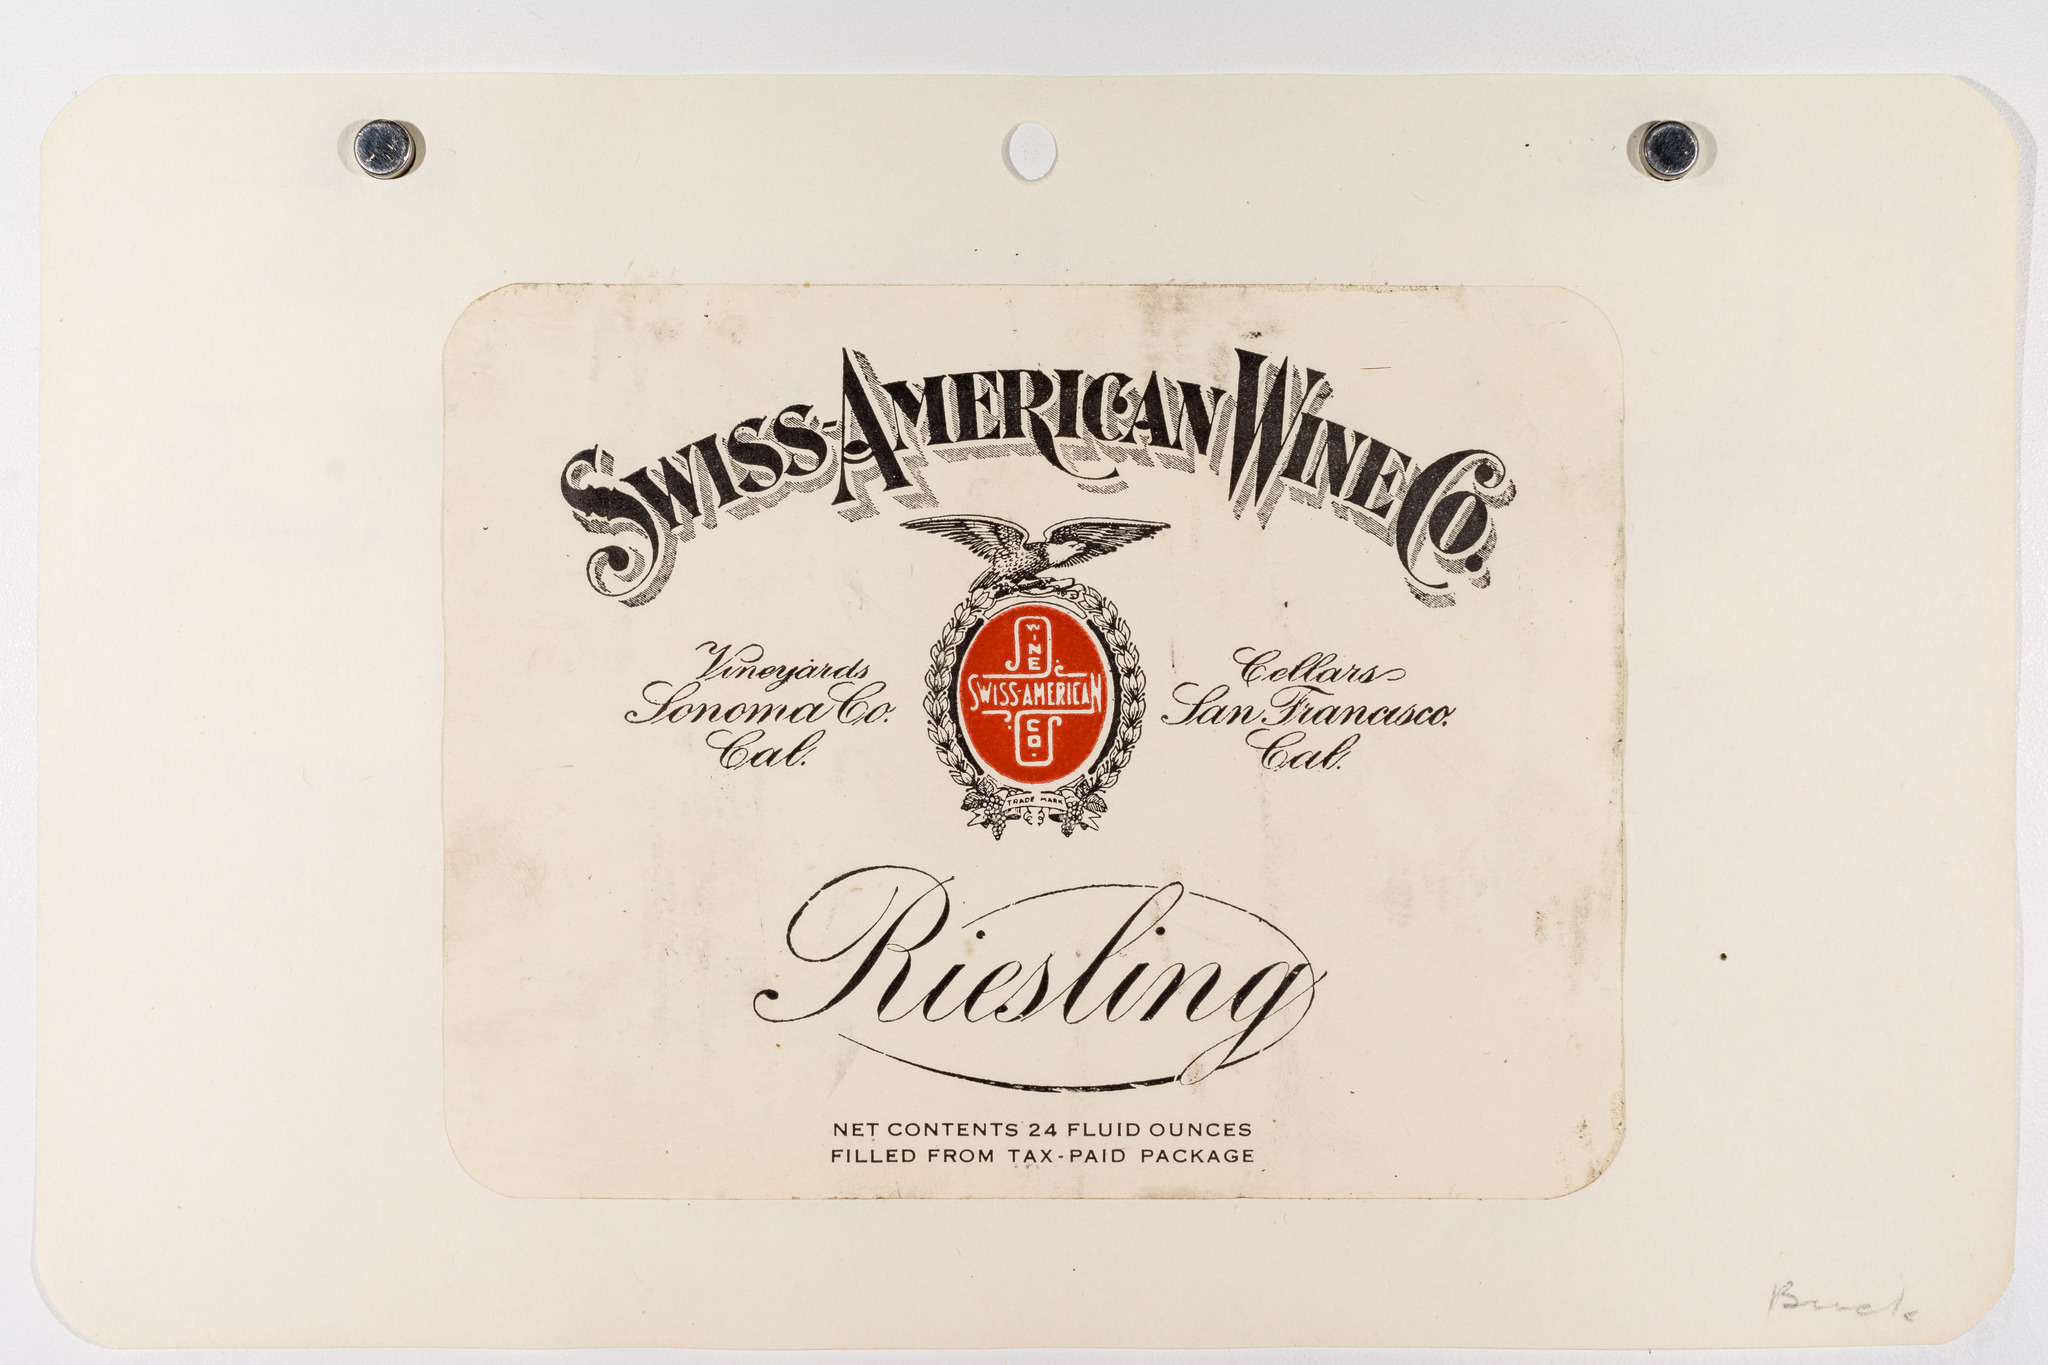 SWISS-AMERICAN WINE CO.
Vineyards
Sonoma Co.
Cal.
WINE
SWISS-AMERICAN
CO.
Cellars
San Francisco.
Cal.
TRADE MARK
Riesling
NET CONTENTS 24 FLUID OUNCES
FILLED FROM TAX-PAID PACKAGE